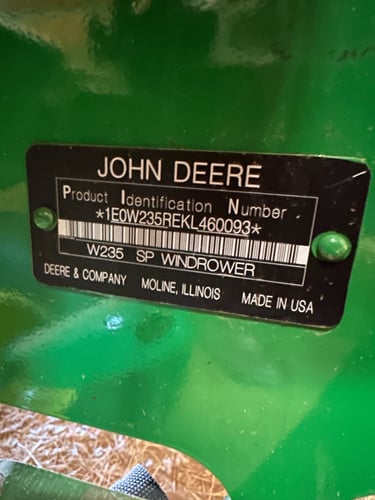 JOHN DEERE
Product Identification Number
*1E0W235REKL460093*
W235 SP WINDROWER
DEERE & COMPANY MOLINE, ILLINOIS MADE IN USA